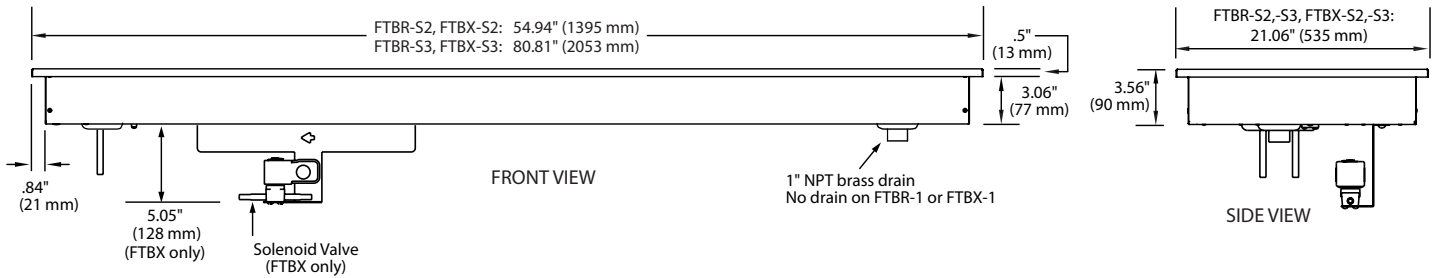 FTBR-S2, FTBX-S2: 54.94" (1395 mm)
FTBR-S3, FTBX-S3: 80.81" (2053 mm)
.5"
(13 mm)
3.06"
(77 mm)
.84"
(21 mm)
5.05"
(128 mm)
(FTBX only)
Solenoid Valve
(FTBX only)
FRONT VIEW
1" NPT brass drain
No drain on FTBR-1 or FTBX-1
FTBR-S2,-S3, FTBX-S2,-S3:
21.06" (535 mm)
3.56"
(90 mm)
SIDE VIEW